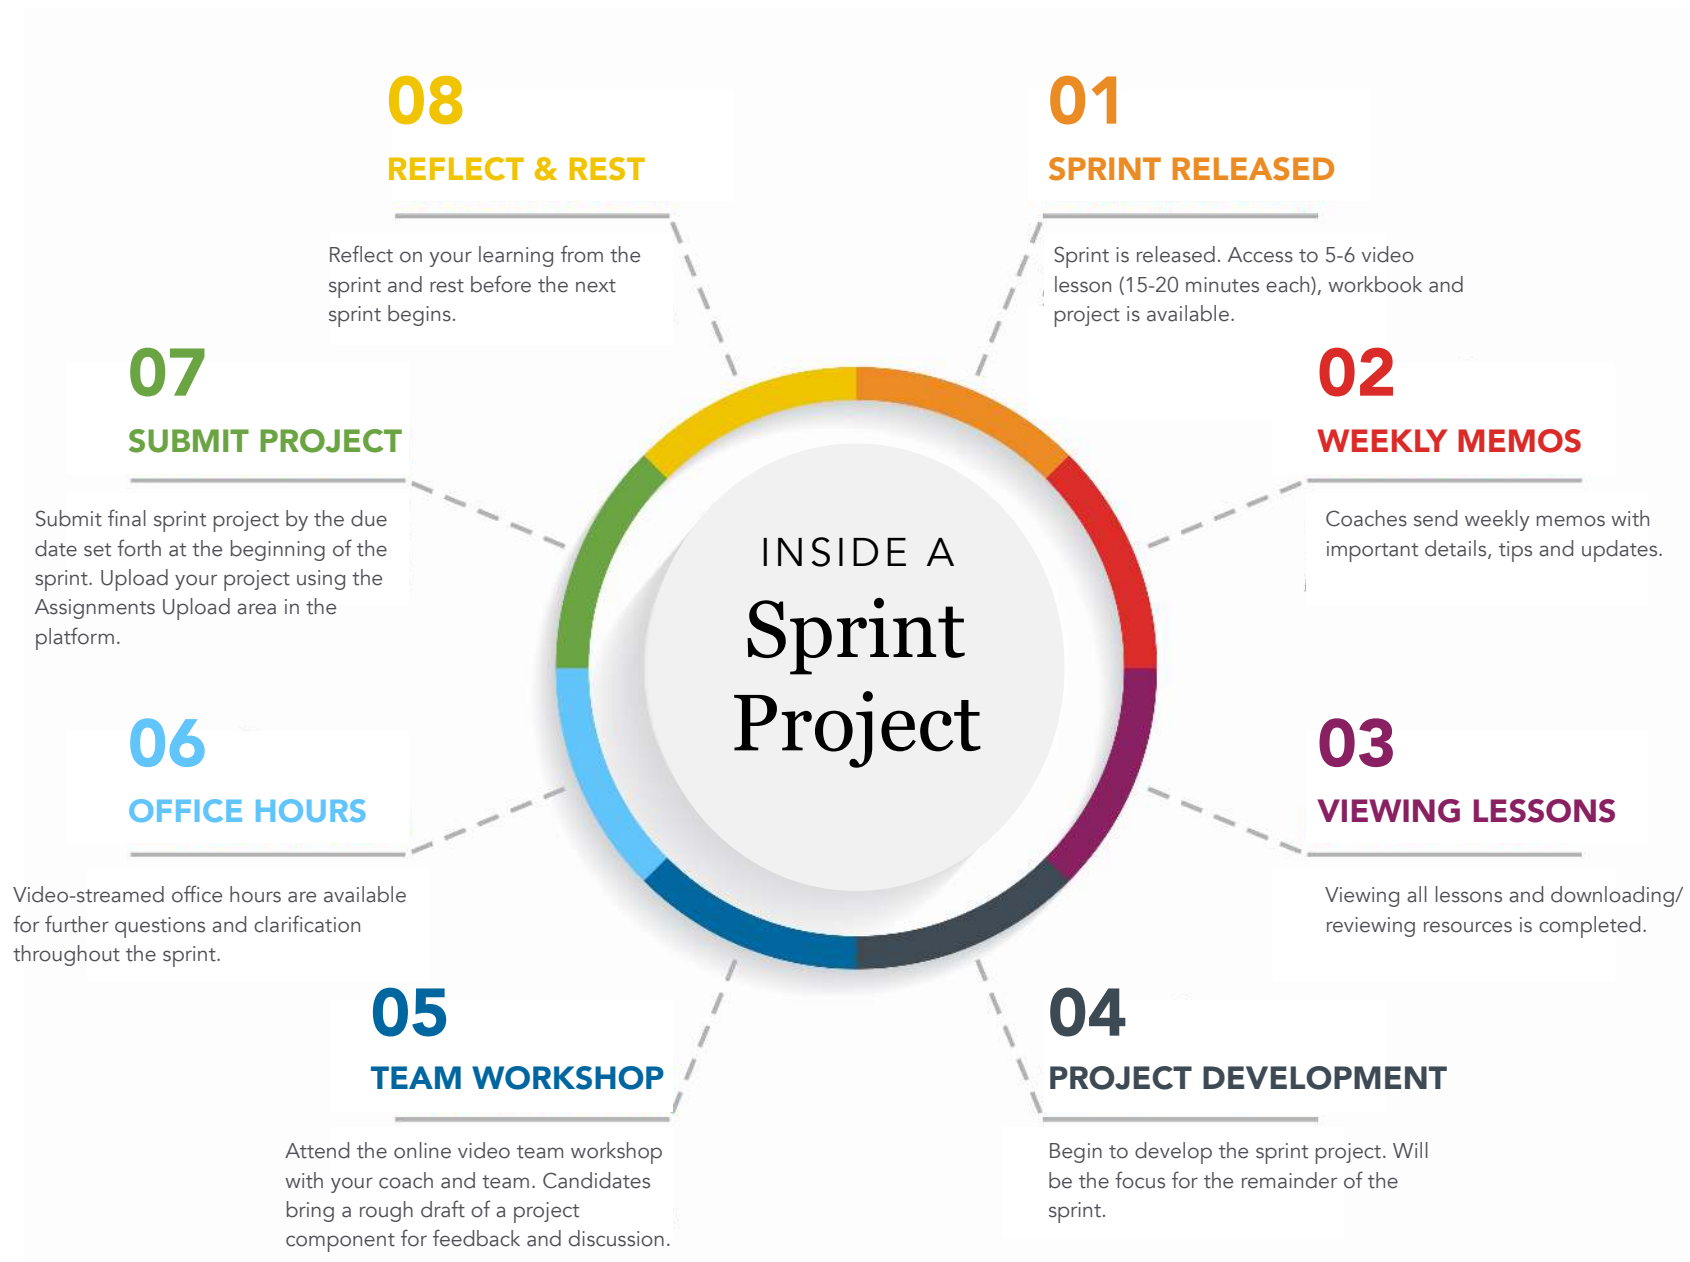 INSIDE A
Sprint
Project
01
SPRINT RELEASED
Sprint is released. Access to 5-6 video
lesson (15-20 minutes each), workbook and
project is available.
02
WEEKLY MEMOS
Coaches send weekly memos with
important details, tips and updates.
03
VIEWING LESSONS
Viewing all lessons and downloading/
reviewing resources is completed.
04
PROJECT DEVELOPMENT
Begin to develop the sprint project. Will
be the focus for the remainder of the
sprint.
05
TEAM WORKSHOP
Attend the online video team workshop
with your coach and team. Candidates
bring a rough draft of a project
component for feedback and discussion.
06
OFFICE HOURS
Video-streamed office hours are available
for further questions and clarification
throughout the sprint.
07
SUBMIT PROJECT
Submit final sprint project by the due
date set forth at the beginning of the
sprint. Upload your project using the
Assignments Upload area in the
platform.
08
REFLECT & REST
Reflect on your learning from the
sprint and rest before the next
sprint begins.